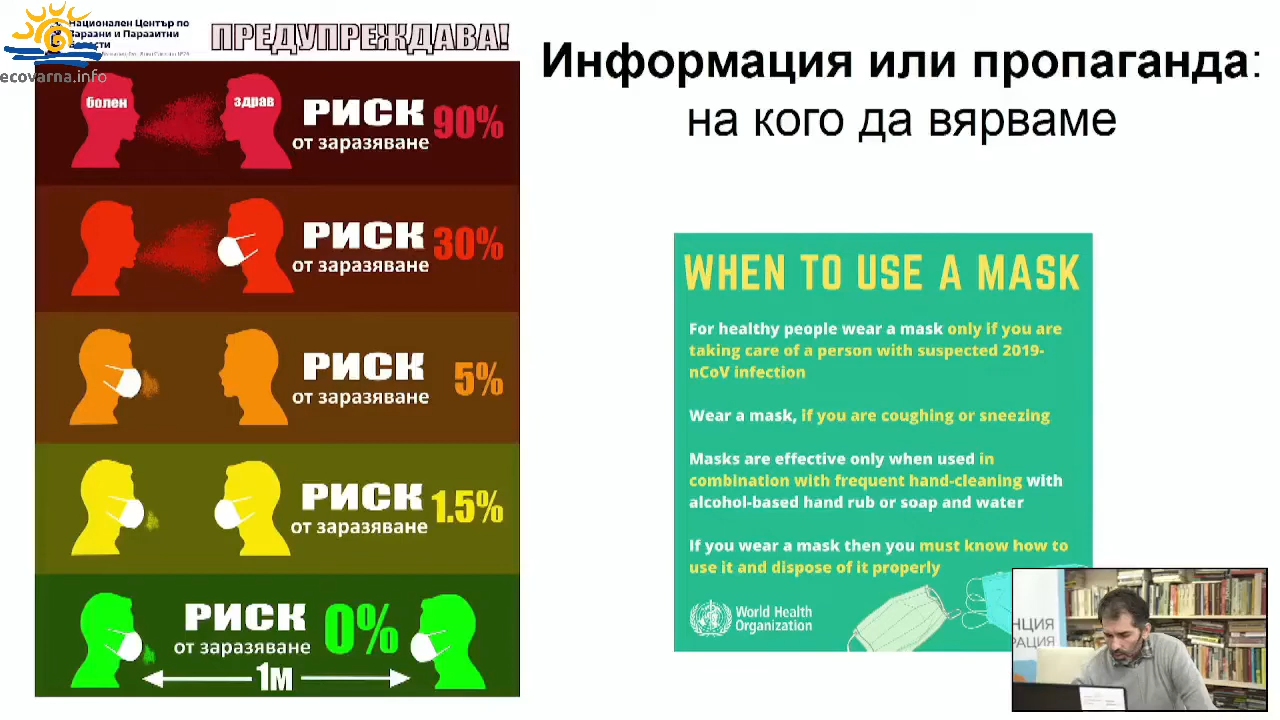 Национален Център по
Заразни и Паразитни
ПРЕДУПРЕЖДАВА!
ecovarna.info
болен
здрав
РИСК 90%
от заразяване
РИСК 30%
от заразяване
РИСК 5%
от заразяване
РИСК 1.5%
от заразяване
РИСК 0%
от заразяване
1м
Информация или пропаганда:
на кого да вярваме
WHEN TO USE A MASK
For healthy people wear a mask only if you are
taking care of a person with suspected 2019-
nCoV infection
Wear a mask, if you are coughing or sneezing
Masks are effective only when used in
combination with frequent hand-cleaning with
alcohol-based hand rub or soap and water
If you wear a mask then you must know how to
use it and dispose of it properly
World Health
Organization
НЦИЯ
РАЦИЯ